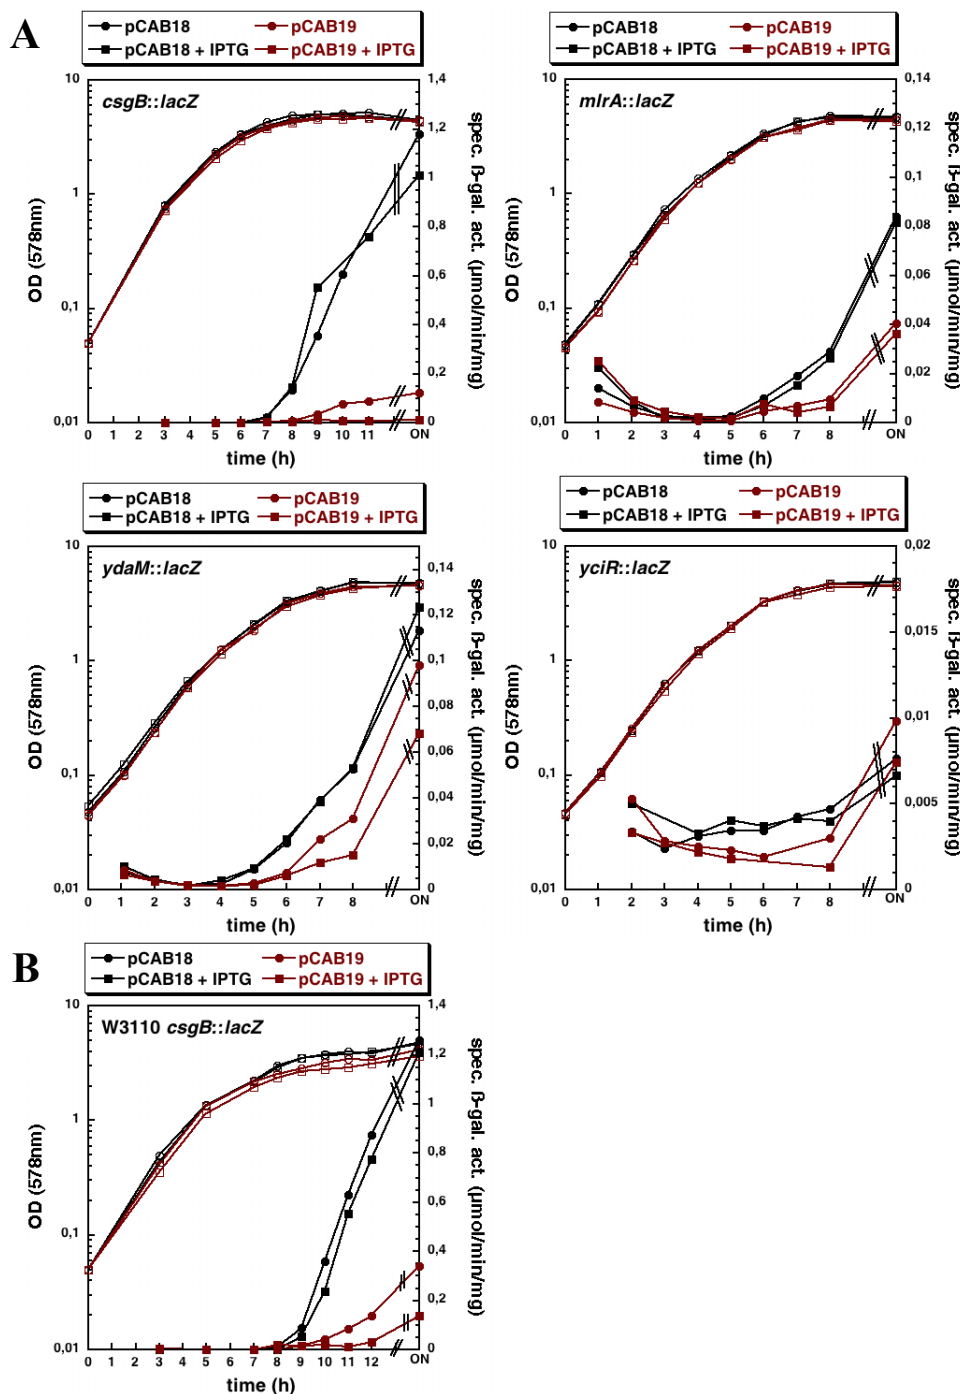 A
pCAB18 pCAB19
pCAB18 + IPTG pCAB19 + IPTG
csgB::lacZ
10
1
0,1
0,01
OD (578nm)
1,4
1,2
1
0,8
0,6
0,4
0,2
0
spec. ß-gal. act. (µmol/min/mg)
0 1 2 3 4 5 6 7 8 9 10 11 ON
time (h)
pCAB18 pCAB19
pCAB18 + IPTG pCAB19 + IPTG
mlrA::lacZ
10
1
0,1
0,01
OD (578nm)
0,14
0,12
0,1
0,08
0,06
0,04
0,02
0
spec. ß-gal. act. (µmol/min/mg)
0 1 2 3 4 5 6 7 8 ON
time (h)
pCAB18 pCAB19
pCAB18 + IPTG pCAB19 + IPTG
ydaM::lacZ
10
1
0,1
0,01
OD (578nm)
0,14
0,12
0,1
0,08
0,06
0,04
0,02
0
spec. ß-gal. act. (µmol/min/mg)
0 1 2 3 4 5 6 7 8 ON
time (h)
pCAB18 pCAB19
pCAB18 + IPTG pCAB19 + IPTG
yciR::lacZ
10
1
0,1
0,01
OD (578nm)
0,02
0,015
0,01
0,005
0
spec. ß-gal. act. (µmol/min/mg)
0 1 2 3 4 5 6 7 8 ON
time (h)
B
pCAB18 pCAB19
pCAB18 + IPTG pCAB19 + IPTG
W3110 csgB::lacZ
10
1
0,1
0,01
OD (578nm)
1,4
1,2
1
0,8
0,6
0,4
0,2
0
spec. ß-gal. act. (µmol/min/mg)
0 1 2 3 4 5 6 7 8 9 10 11 12 ON
time (h)